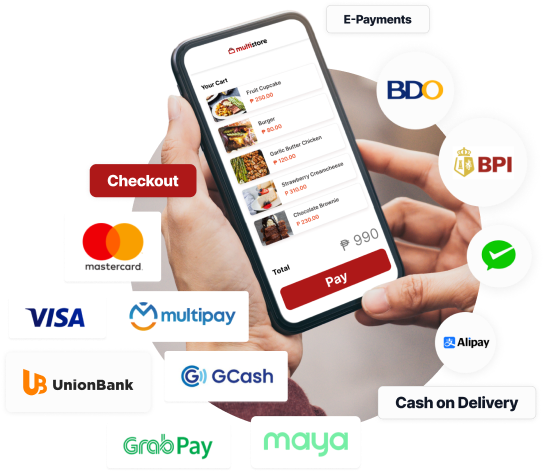 E-Payments
multistore
Your Cart
Fruit Cupcake
₱ 250.00
Burger
₱ 80.00
Garlic Butter Chicken
₱ 120.00
Strawberry Creamcheese
₱ 310.00
Chocolate Brownie
₱ 230.00
₱ 990
Total
Pay
BDO
BPI
Checkout
mastercard
VISA
multipay
Alipay
UnionBank
GCash
Cash on Delivery
GrabPay
maya